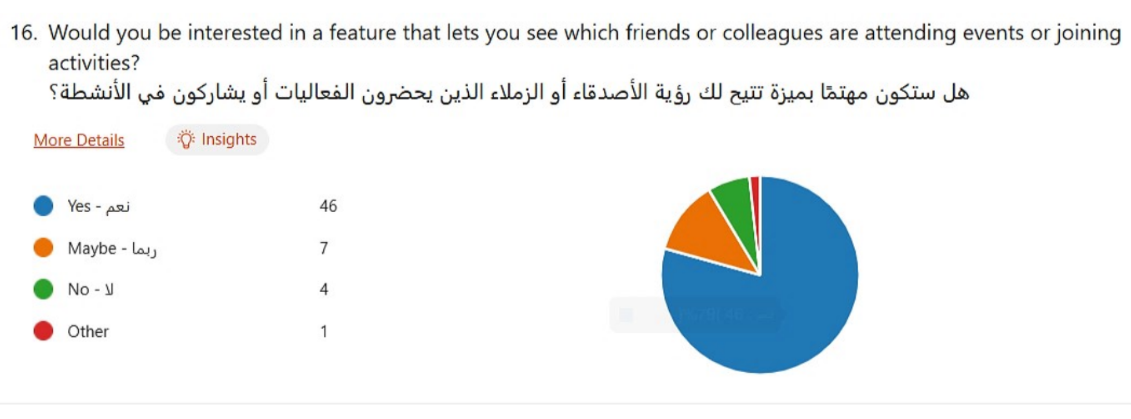 16. Would you be interested in a feature that lets you see which friends or colleagues are attending events or joining
activities?
هل ستكون مهتمًا بميزة تتيح لك رؤية الأصدقاء أو الزملاء الذين يحضرون الفعاليات أو يشاركون في الأنشطة؟
More Details
Insights
Yes - نعم 46
Maybe - ربما 7
No - لا 4
Other 1